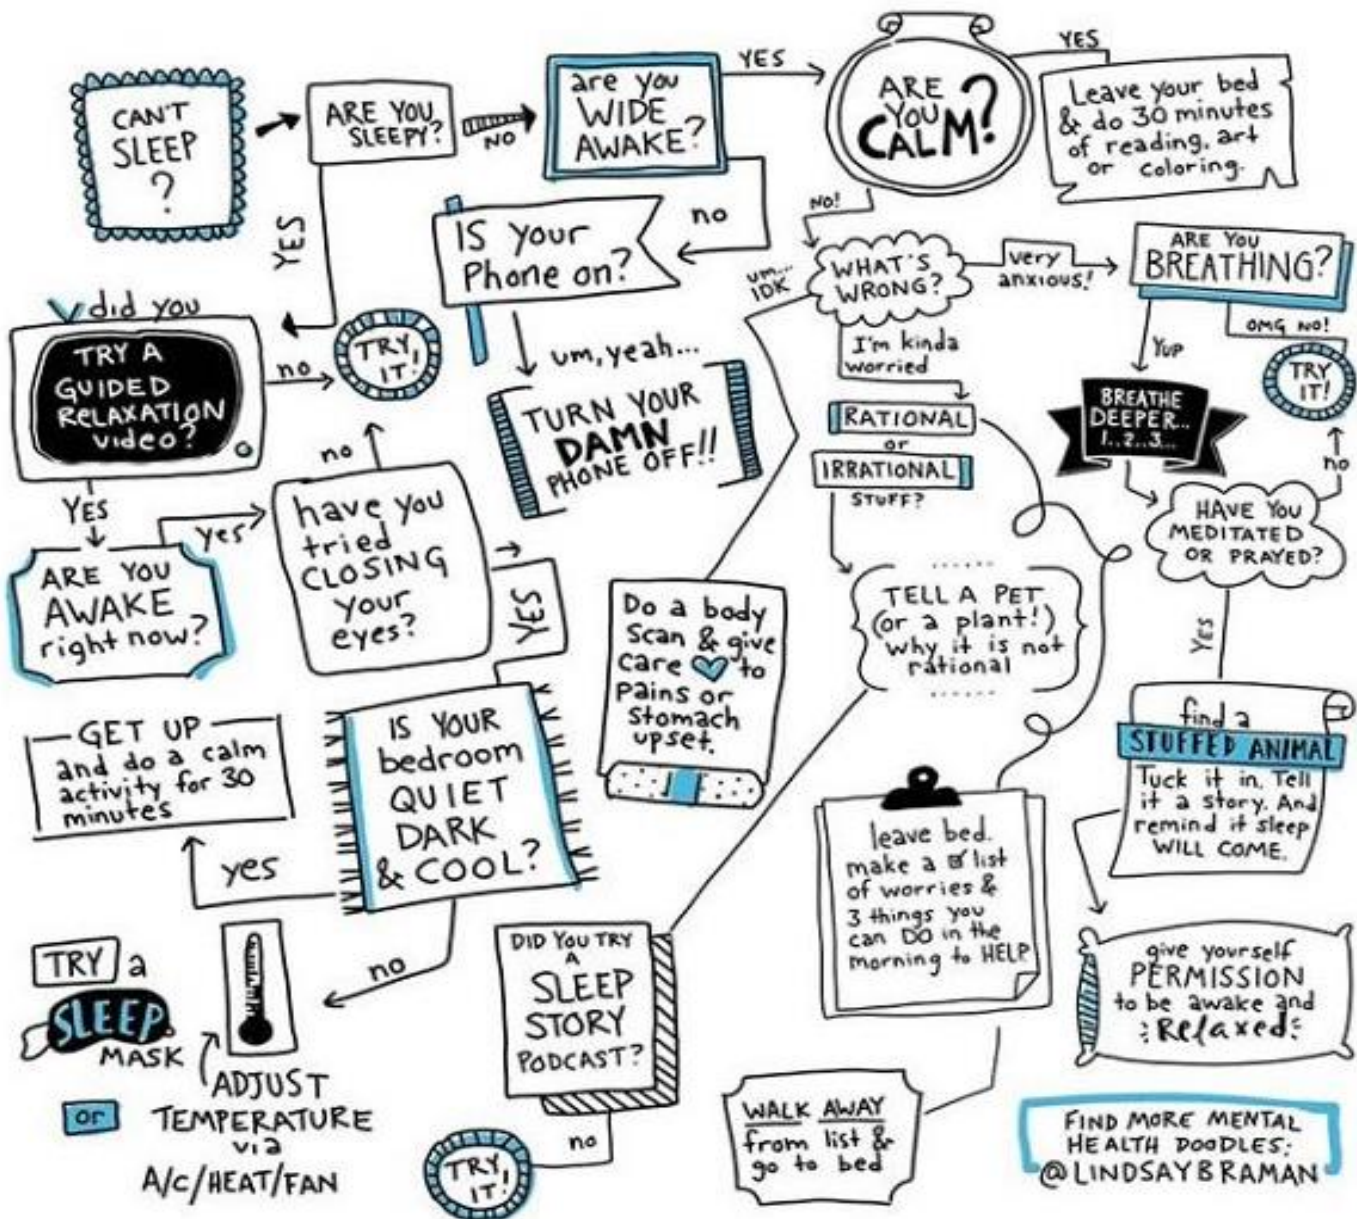 CAN'T
SLEEP
?
ARE YOU
SLEEPY?
NO
YES
are you
WIDE
AWAKE?
YES
no
ARE
YOU
CALM?
YES
Leave your bed
& do 30 minutes
of reading, art
or coloring.
NO!
IS your
Phone on?
um, yeah...
TURN YOUR
DAMN
PHONE OFF!!
WHAT'S
WRONG?
um...
IDK
very
anxious!
ARE YOU
BREATHING?
OMG NO!
TRY
IT!
YUP
BREATHE
DEEPER...
1..2..3...
no
HAVE YOU
MEDITATED
OR PRAYED?
YES
find a
STUFFED ANIMAL
Tuck it in. Tell
it a story. And
remind it sleep
WILL COME.
give yourself
PERMISSION
to be awake and
Relaxed
I'm kinda
worried
RATIONAL
or
IRRATIONAL
STUFF?
TELL A PET
(or a plant!)
why it is not
rational
Do a body
Scan & give
care to
pains or
stomach
upset.
leave bed.
make a list
of worries &
3 things you
can DO in the
morning to HELP
WALK AWAY
from list &
go to bed
DID YOU TRY
A
SLEEP
STORY
PODCAST?
no
TRY
IT!
did you
TRY A
GUIDED
RELAXATION
video?
no
TRY
IT!
YES
ARE YOU
AWAKE
right now?
yes
have you
tried
CLOSING
your
eyes?
no
YES
IS YOUR
bedroom
QUIET
DARK
& COOL?
yes
GET UP
and do a calm
activity for 30
minutes
no
TRY a
SLEEP
MASK
or
ADJUST
TEMPERATURE
via
A/C/HEAT/FAN
FIND MORE MENTAL
HEALTH DOODLES:
@LINDSAYBRAMAN